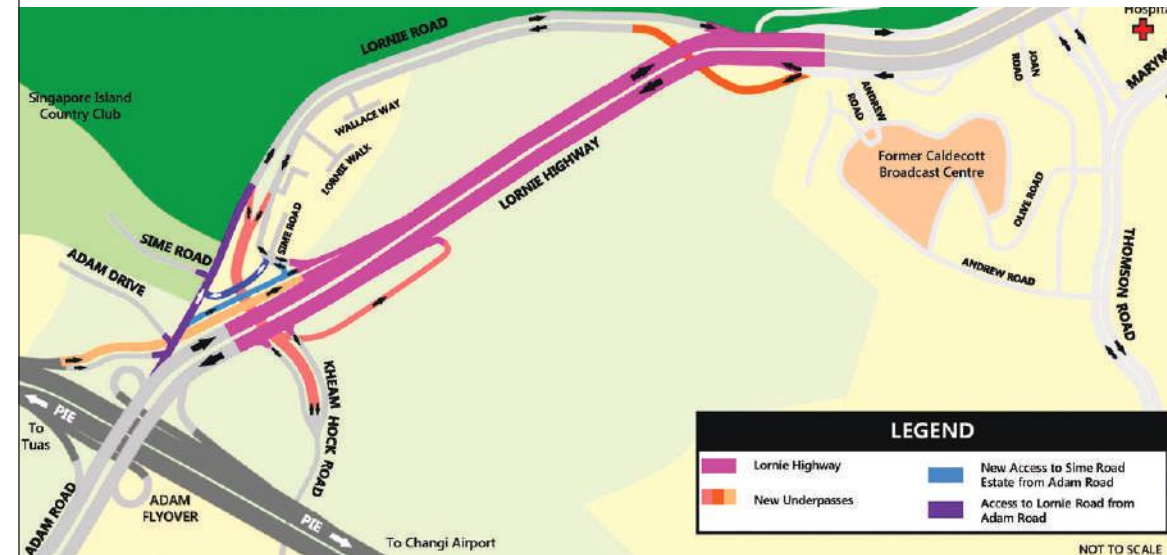 Hospita
LORNIE ROAD
JOAN
ROAD
MARYM
Singapore Island
Country Club
WALLACE WAY
ANDREW
ROAD
LORNIE WALK
LORNIE HIGHWAY
Former Caldecott
Broadcast Centre
OLIVE ROAD
SIME ROAD
SIME ROAD
ADAM DRIVE
ANDREW ROAD
THOMSON ROAD
KHEAM HOCK ROAD
PIE
To
Tuas
ADAM ROAD
ADAM
FLYOVER
PIE
To Changi Airport
LEGEND
Lornie Highway
New Underpasses
New Access to Sime Road
Estate from Adam Road
Access to Lornie Road from
Adam Road
NOT TO SCALE